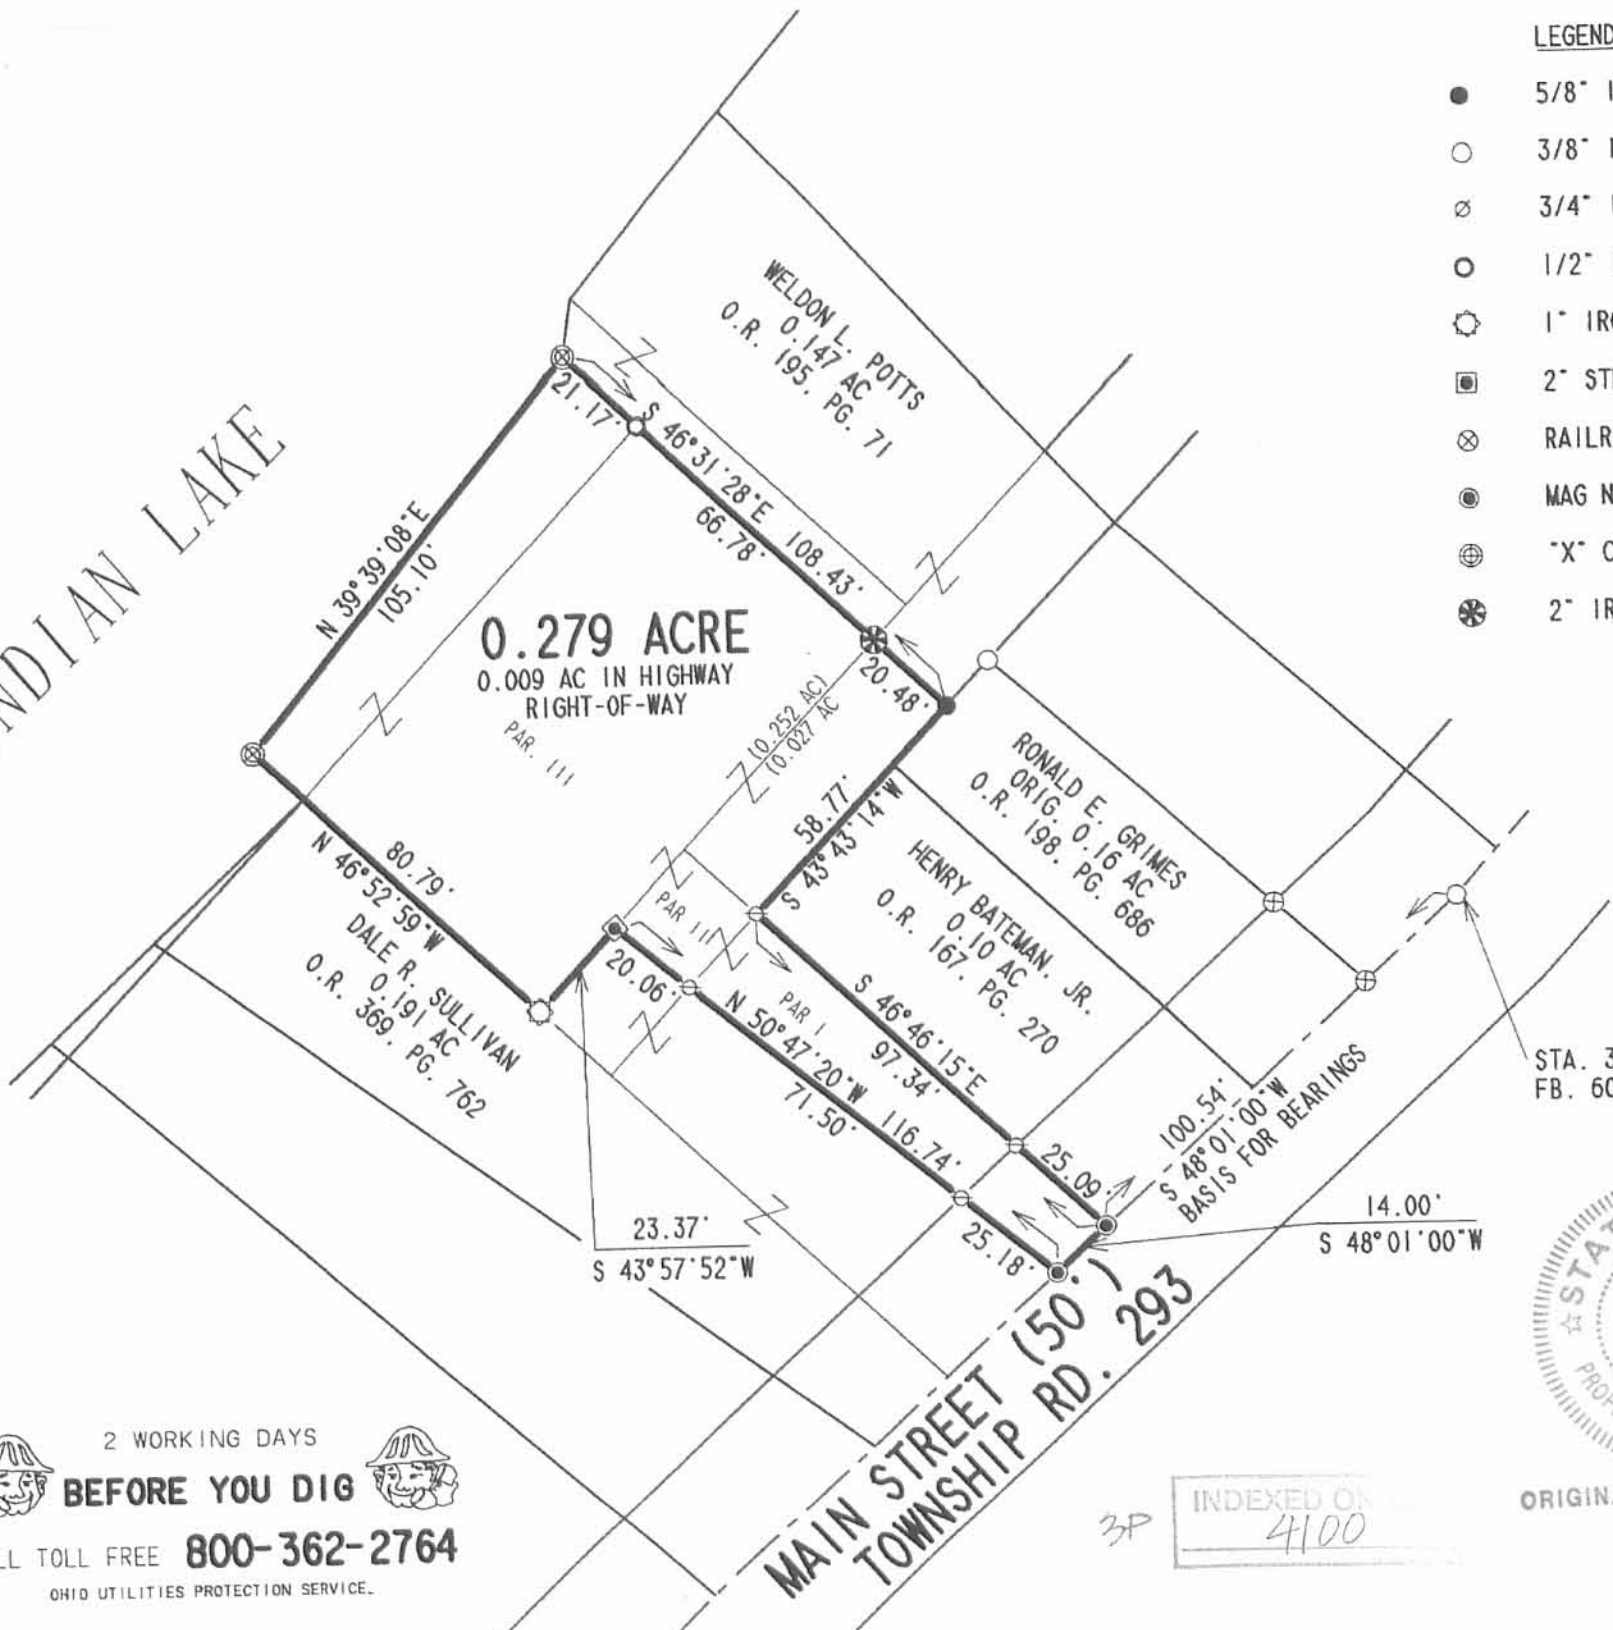 LEGEND
5/8"
3/8"
3/4"
1/2"
1"
2"
MAG
"X"
2"
WELDON L. POTTS
0.147 AC
O.R. 195, PG. 71
21.17'
S 46°31'28"E 108.43'
66.78'
N 39°39'08"E
105.10'
0.279 ACRE
0.009 AC IN HIGHWAY
RIGHT-OF-WAY
PAR. III
(0.252 AC)
(0.027 AC
20.48'
58.77'
S 43°43'14"W
RONALD E. GRIMES
ORIG. 0.16 AC
O.R. 198, PG. 686
HENRY BATEMAN, JR.
0.10 AC
O.R. 167, PG. 270
80.79'
N 46°52'59"W
DALE R. SULLIVAN
0.191 AC
O.R. 369, PG. 762
PAR III
20.06'
PAR I
S 46°46'15"E
97.34'
N 50°47'20"W 116.74'
71.50'
25.09'
25.18'
23.37'
S 43°57'52"W
100.54'
S 48°01'00"W
BASIS FOR BEARINGS
14.00'
S 48°01'00"W
STA. 3
FB. 60
MAIN STREET (50')
TOWNSHIP RD. 293
NDIAN LAKE
2 WORKING DAYS
BEFORE YOU DIG
LL TOLL FREE 800-362-2764
OHIO UTILITIES PROTECTION SERVICE.
3P
INDEXED ON
4100
ORIGIN